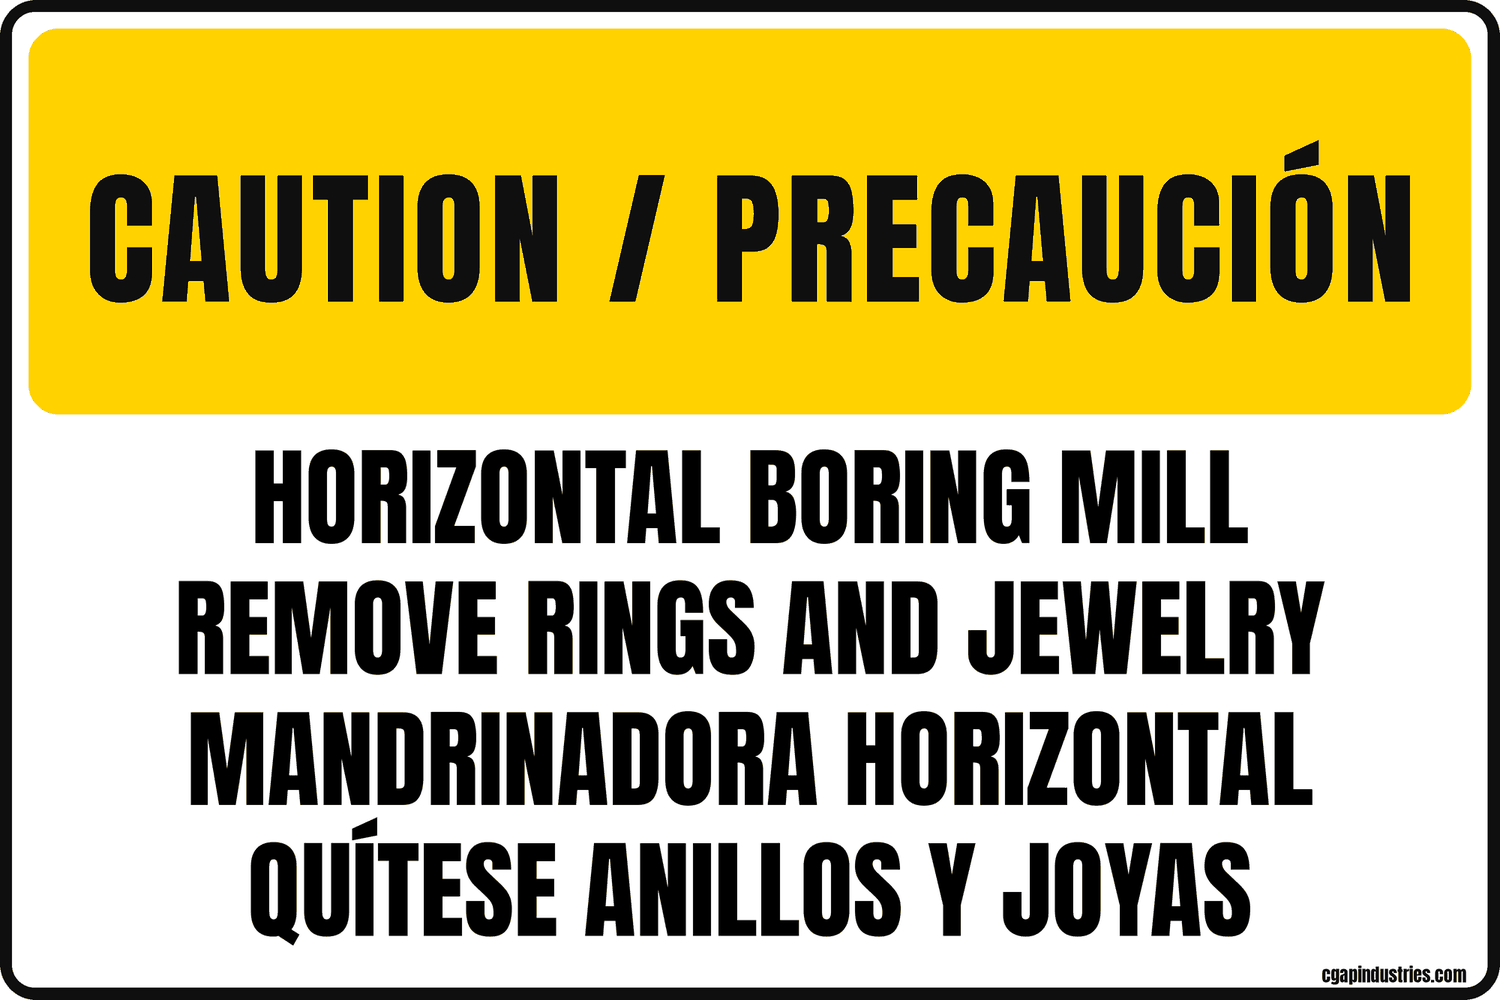 CAUTION / PRECAUCIÓN
HORIZONTAL BORING MILL
REMOVE RINGS AND JEWELRY
MANDRINADORA HORIZONTAL
QUÍTESE ANILLOS Y JOYAS
cgapindustries.com